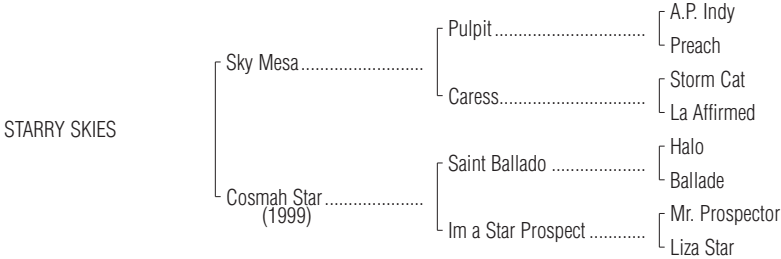 A.P. Indy
Pulpit..............................
Preach
Sky Mesa........................
Storm Cat
Caress.............................
La Affirmed
STARRY SKIES
Halo
Saint Ballado ...................
Ballade
Cosmah Star....................
(1999)
Mr. Prospector
Im a Star Prospect ...........
Liza Star